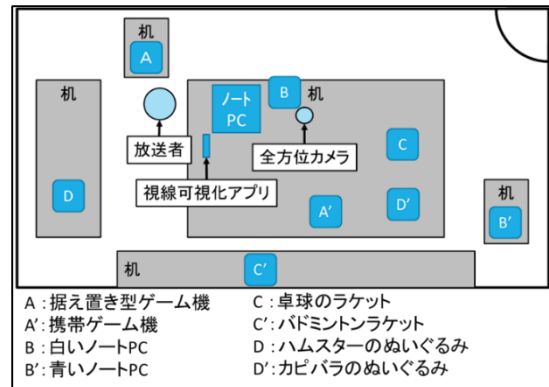 机
A
机
机
ノート
PC
B
放送者
全方位カメラ
C
視線可視化アプリ
D
A'
D'
机
B'
机
C'
A：据え置き型ゲーム機
C：卓球のラケット
A'：携帯ゲーム機
C'：バドミントンラケット
B：白いノートPC
D：ハムスターのぬいぐるみ
B'：青いノートPC
D'：カピバラのぬいぐるみ